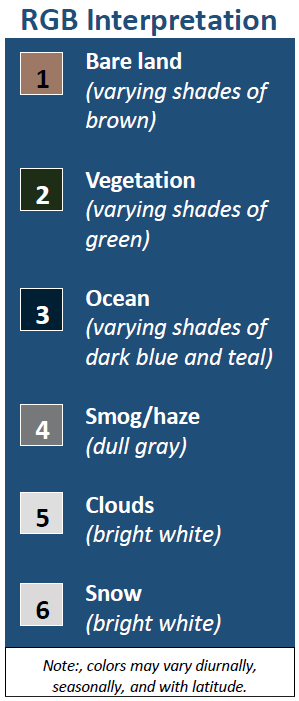 RGB Interpretation
1
Bare land
(varying shades of
brown)
2
Vegetation
(varying shades of
green)
3
Ocean
(varying shades of
dark blue and teal)
4
Smog/haze
(dull gray)
5
Clouds
(bright white)
6
Snow
(bright white)
Note:, colors may vary diurnally,
seasonally, and with latitude.